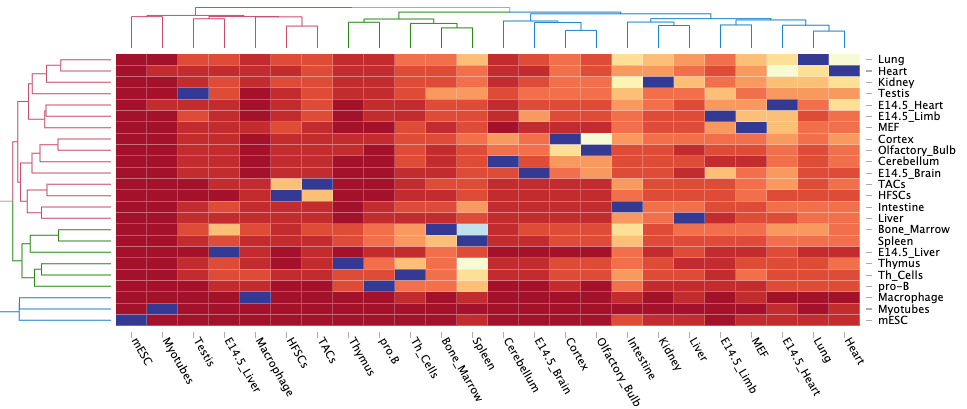 Lung
Heart
Kidney
Testis
E14.5_Heart
E14.5_Limb
MEF
Cortex
Olfactory_Bulb
Cerebellum
E14.5_Brain
TACs
HFSCs
Intestine
Liver
Bone_Marrow
Spleen
E14.5_Liver
Thymus
Th_Cells
pro-B
Macrophage
Myotubes
mESC
mESC
Myotubes
Testis
E14.5_Liver
Macrophage
HFSCs
TACs
Thymus
pro.B
Th_Cells
Bone_Marrow
Spleen
Cerebellum
E14.5_Brain
Cortex
Olfactory_Bulb
Intestine
Kidney
Liver
E14.5_Limb
MEF
E14.5_Heart
Lung
Heart